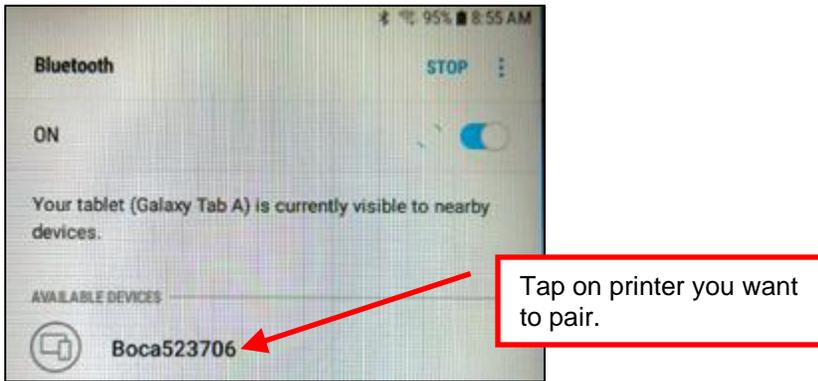 95% 8:55 AM
Bluetooth STOP
ON
Your tablet (Galaxy Tab A) is currently visible to nearby
devices.
AVAILABLE DEVICES
Boca523706
Tap on printer you want
to pair.